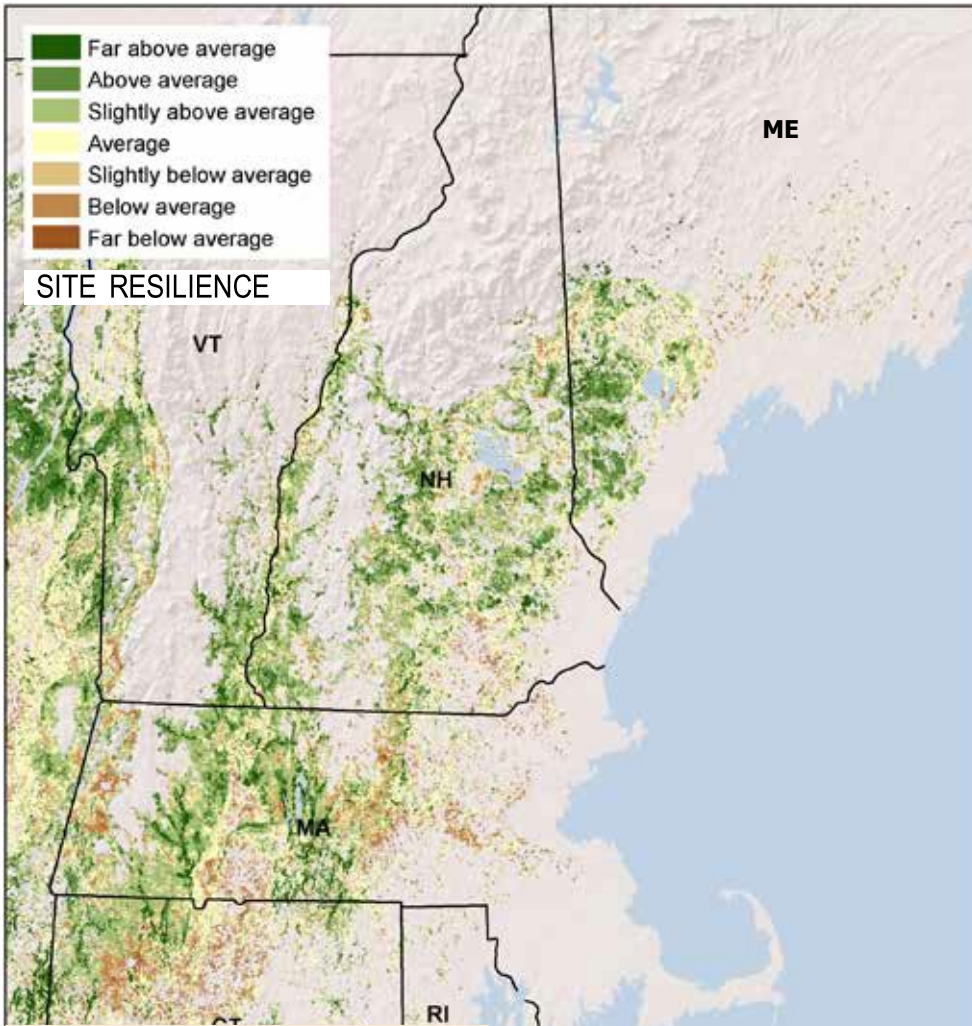 Far above average
Above average
Slightly above average
Average
Slightly below average
Below average
Far below average
SITE RESILIENCE
ME
VT
NH
MA
RI
CT